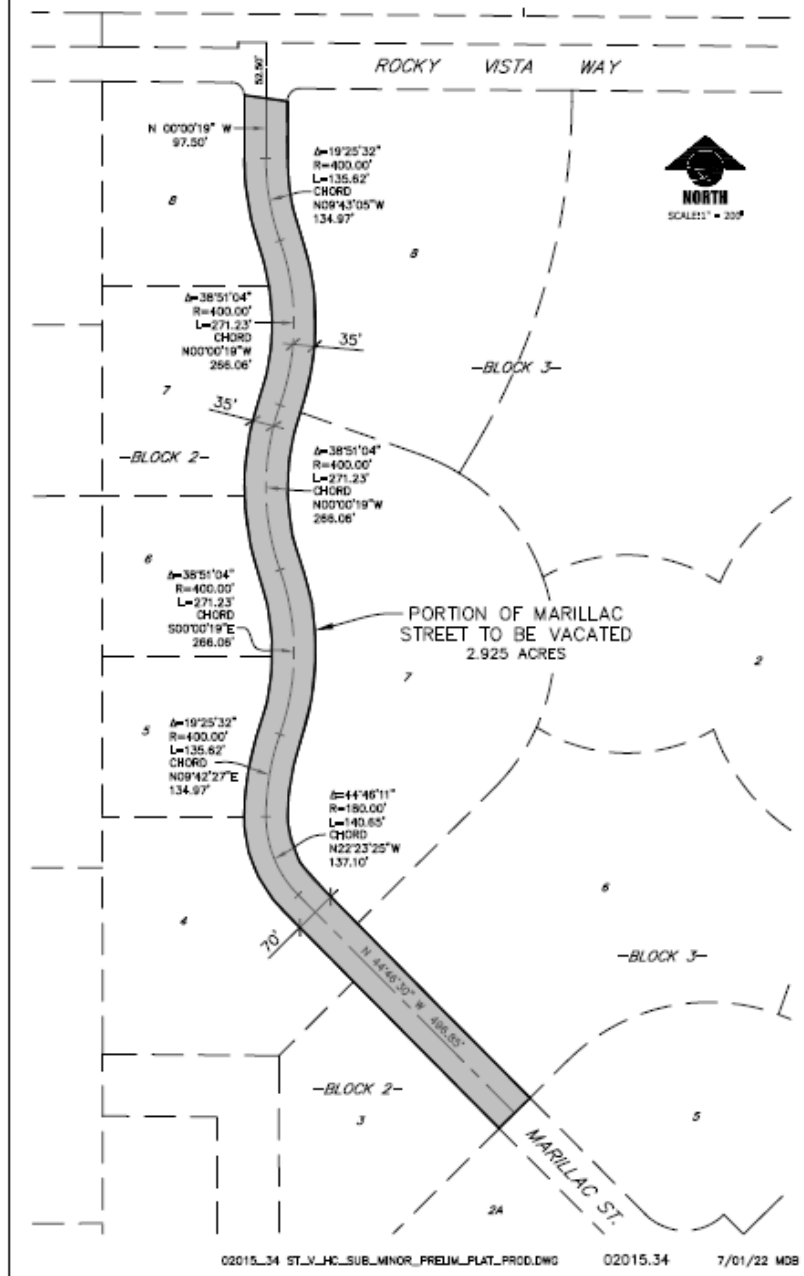 ROCKY VISTA WAY
52.50'
N 00°00'19" W
97.50'
Δ=19°25'32"
R=400.00'
L=135.62'
CHORD
N09°43'05"W
134.97'
NORTH
SCALE:1" = 200'
8
8
Δ=38°51'04"
R=400.00'
L=271.23'
CHORD
N00°00'19"W
266.06'
35'
-BLOCK 3-
7
35'
-BLOCK 2-
Δ=38°51'04"
R=400.00'
L=271.23'
CHORD
N00°00'19"W
266.06'
6
Δ=38°51'04"
R=400.00'
L=271.23'
CHORD
S00°00'19"E
266.06'
PORTION OF MARILLAC
STREET TO BE VACATED
2.925 ACRES
7
2
5
Δ=19°25'32"
R=400.00'
L=135.62'
CHORD
N09°42'27"E
134.97'
Δ=44°46'11"
R=180.00'
L=140.65'
CHORD
N22°23'25"W
137.10'
6
4
70'
N 44°46'30" W 496.85'
-BLOCK 3-
-BLOCK 2-
3
5
MARILLAC ST.
2A
02015_34 ST_V_HC_SUB_MINOR_PRELIM_PLAT_PROD.DWG 02015.34 7/01/22 MDB